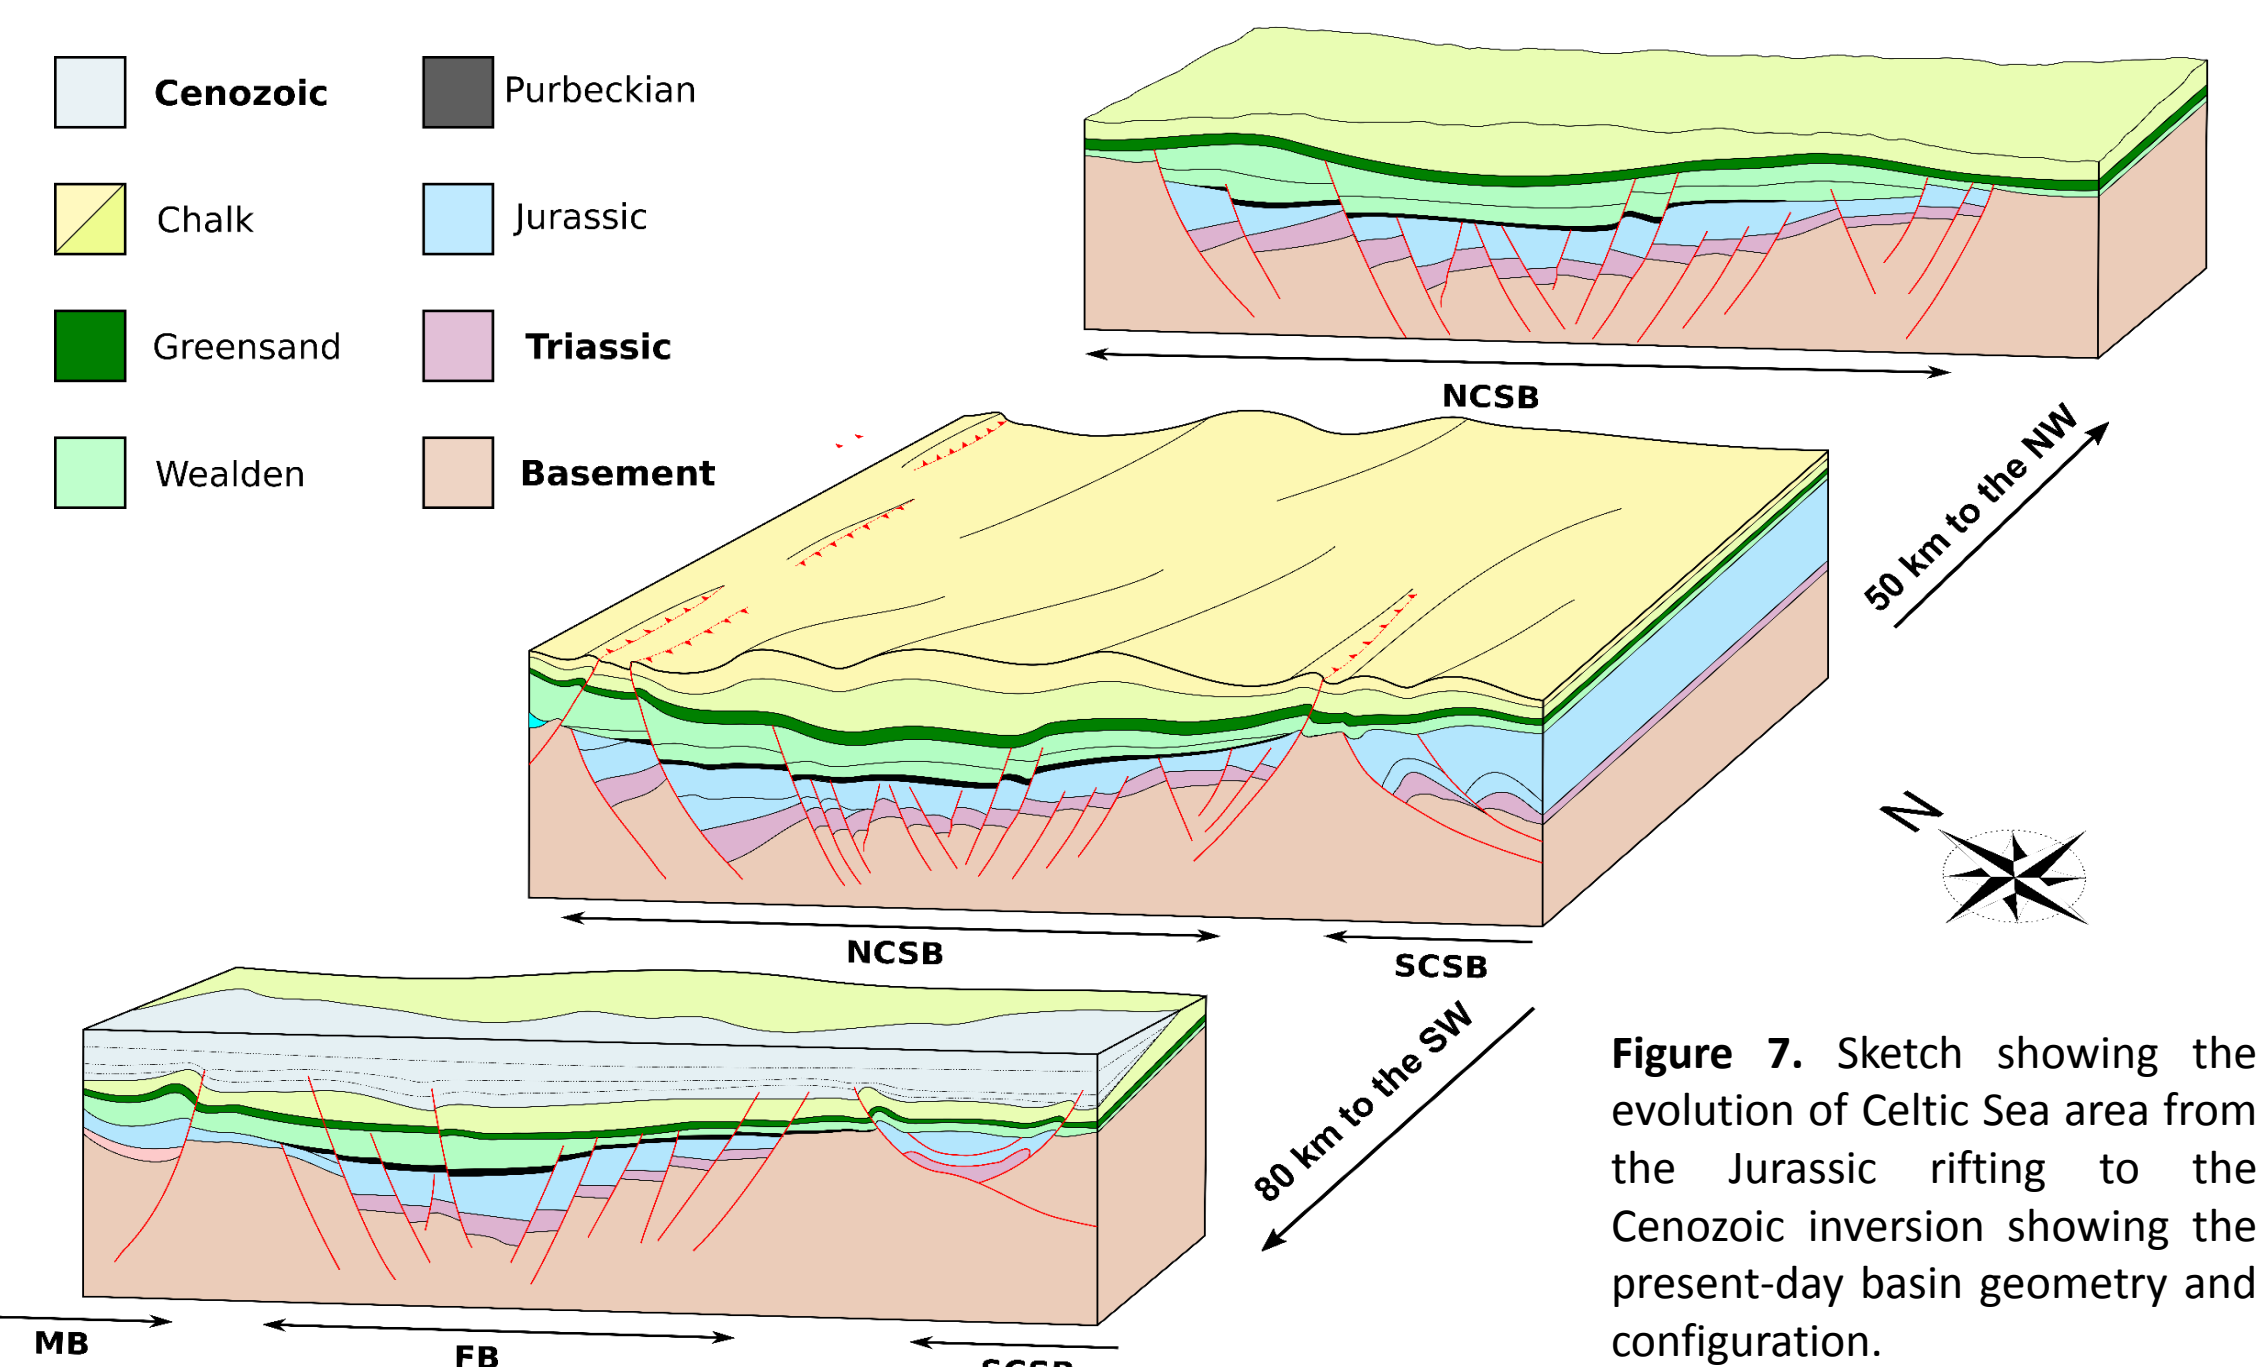 Cenozoic
Purbeckian
Chalk
Jurassic
Greensand
Triassic
Wealden
Basement
NCSB
50 km to the NW
N
NCSB
SCSB
80 km to the SW
MB
FB
SCSB
Figure 7. Sketch showing the
evolution of Celtic Sea area from
the Jurassic rifting to the
Cenozoic inversion showing the
present-day basin geometry and
configuration.